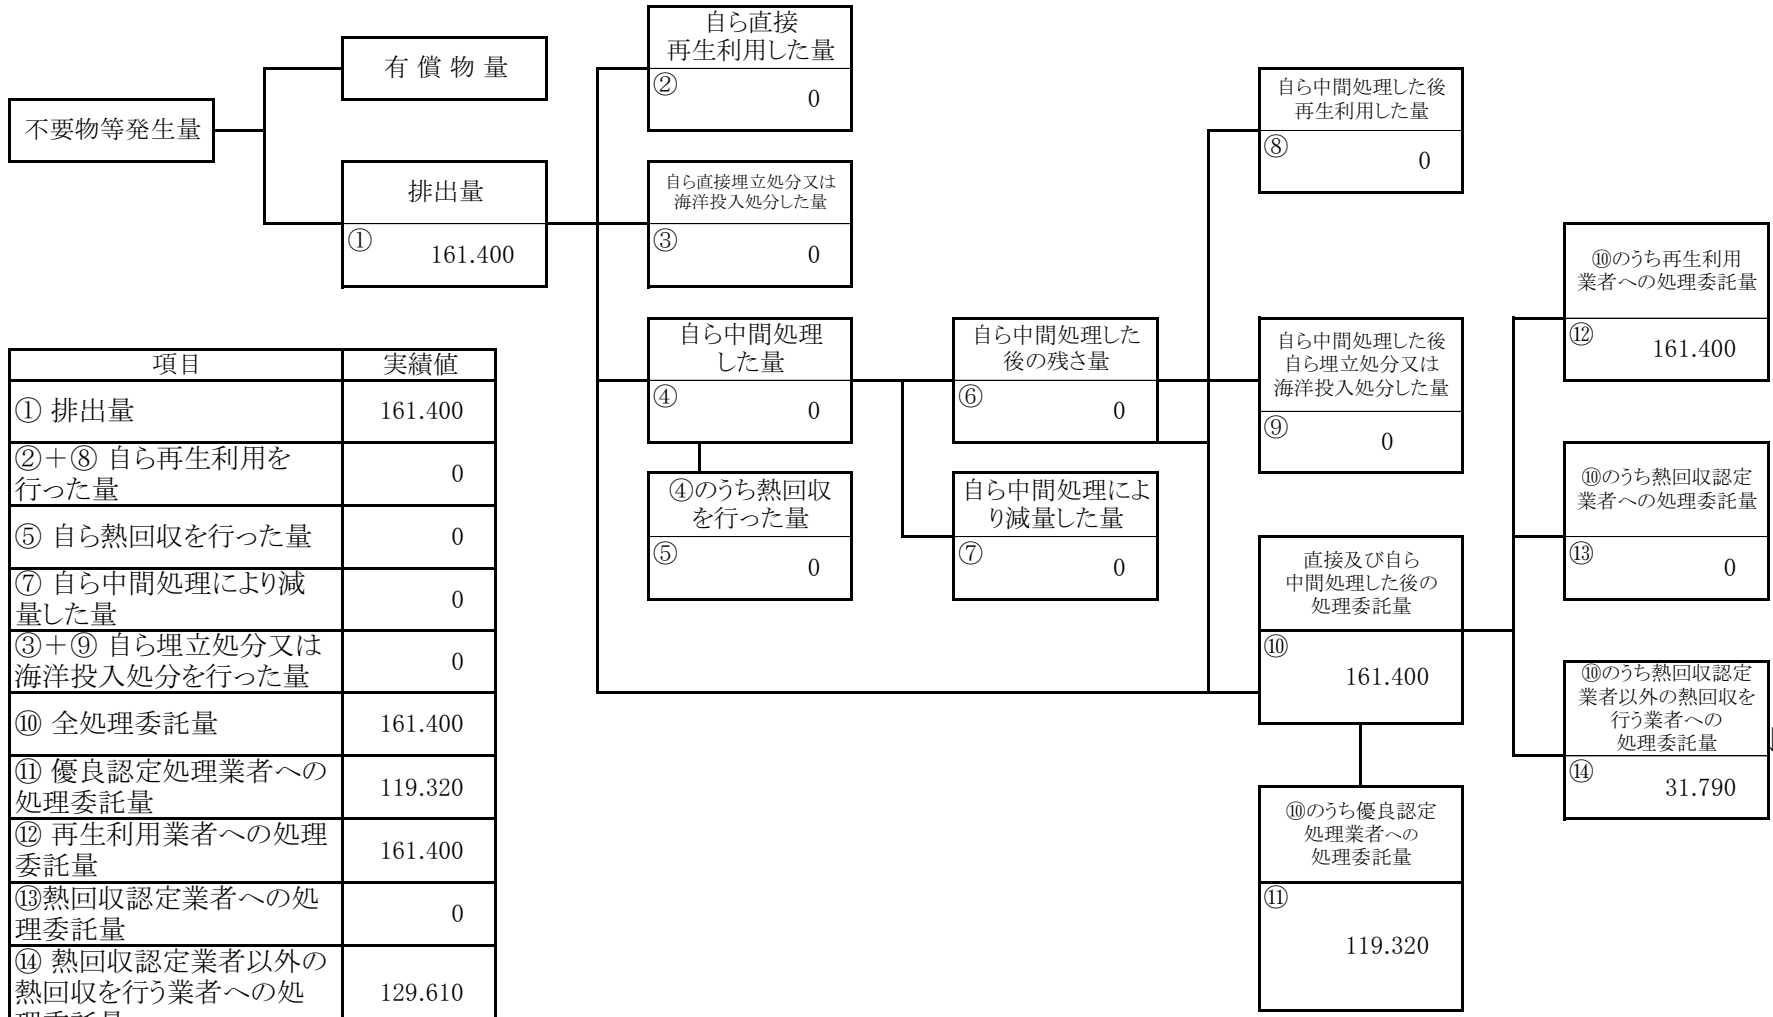 自ら直接
再生利用した量
②
0
有 償 物 量
不要物等発生量
排出量
①
161.400
自ら直接埋立処分又は
海洋投入処分した量
③
0
自ら中間処理
した量
④
0
④のうち熱回収
を行った量
⑤
0
自ら中間処理した
後の残さ量
⑥
0
自ら中間処理によ
り減量した量
⑦
0
自ら中間処理した後
再生利用した量
⑧
0
自ら中間処理した後
自ら埋立処分又は
海洋投入処分した量
⑨
0
直接及び自ら
中間処理した後の
処理委託量
⑩
161.400
⑩のうち優良認定
処理業者への
処理委託量
⑪
119.320
⑩のうち再生利用
業者への処理委託量
⑫
161.400
⑩のうち熱回収認定
業者への処理委託量
⑬
0
⑩のうち熱回収認定
業者以外の熱回収を
行う業者への
処理委託量
⑭
31.790
項目 実績値
① 排出量 161.400
②＋⑧ 自ら再生利用を
行った量
0
⑤ 自ら熱回収を行った量 0
⑦ 自ら中間処理により減
量した量
0
③＋⑨ 自ら埋立処分又は
海洋投入処分を行った量
0
⑩ 全処理委託量 161.400
⑪ 優良認定処理業者への
処理委託量
119.320
⑫ 再生利用業者への処理
委託量
161.400
⑬熱回収認定業者への処
理委託量
0
⑭ 熱回収認定業者以外の
熱回収を行う業者への処
129.610